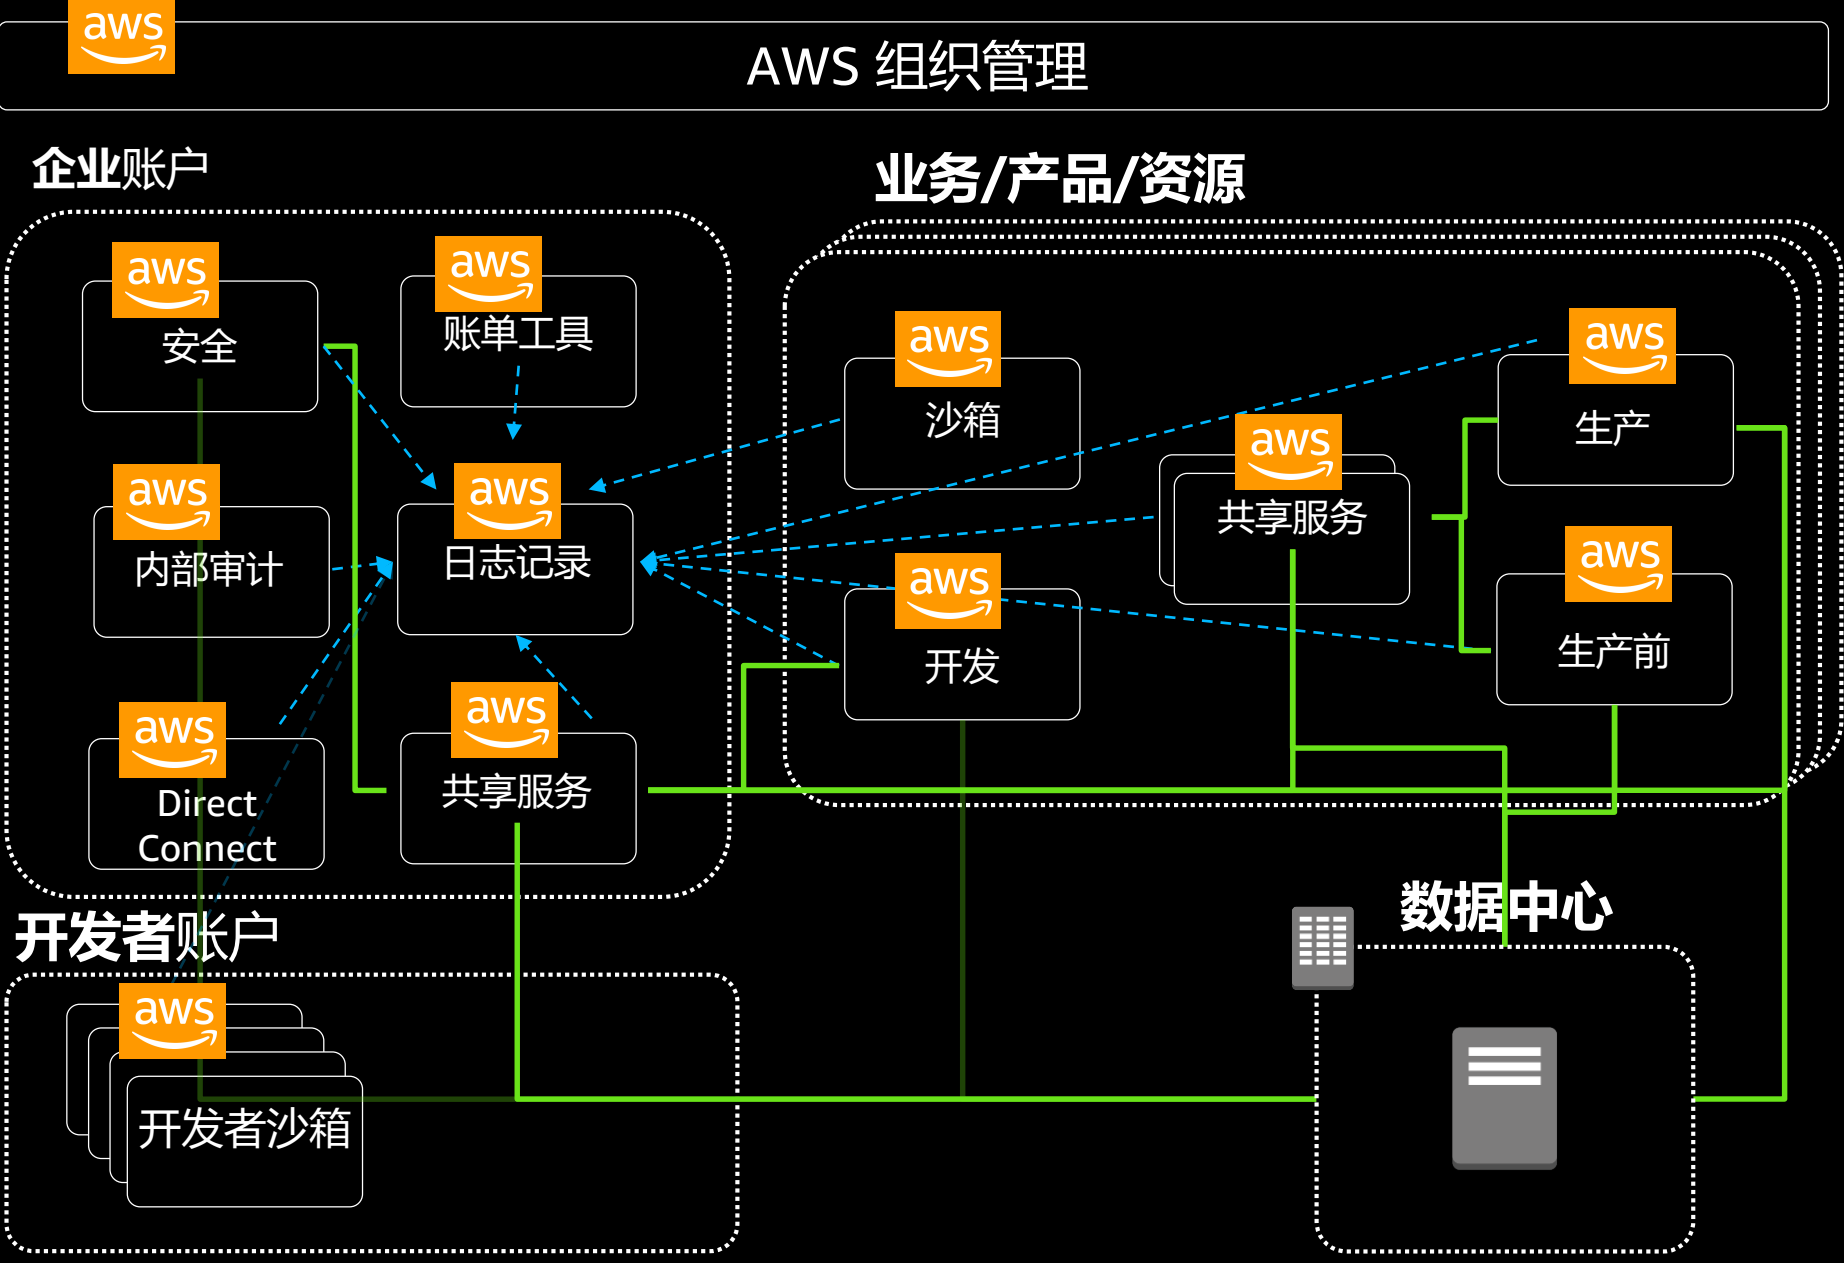 aws
AWS 组织管理
企业账户
业务/产品/资源
aws
安全
aws
账单工具
aws
内部审计
aws
日志记录
aws
Direct
Connect
aws
共享服务
aws
沙箱
aws
开发
aws
共享服务
aws
生产
aws
生产前
开发者账户
aws
开发者沙箱
数据中心